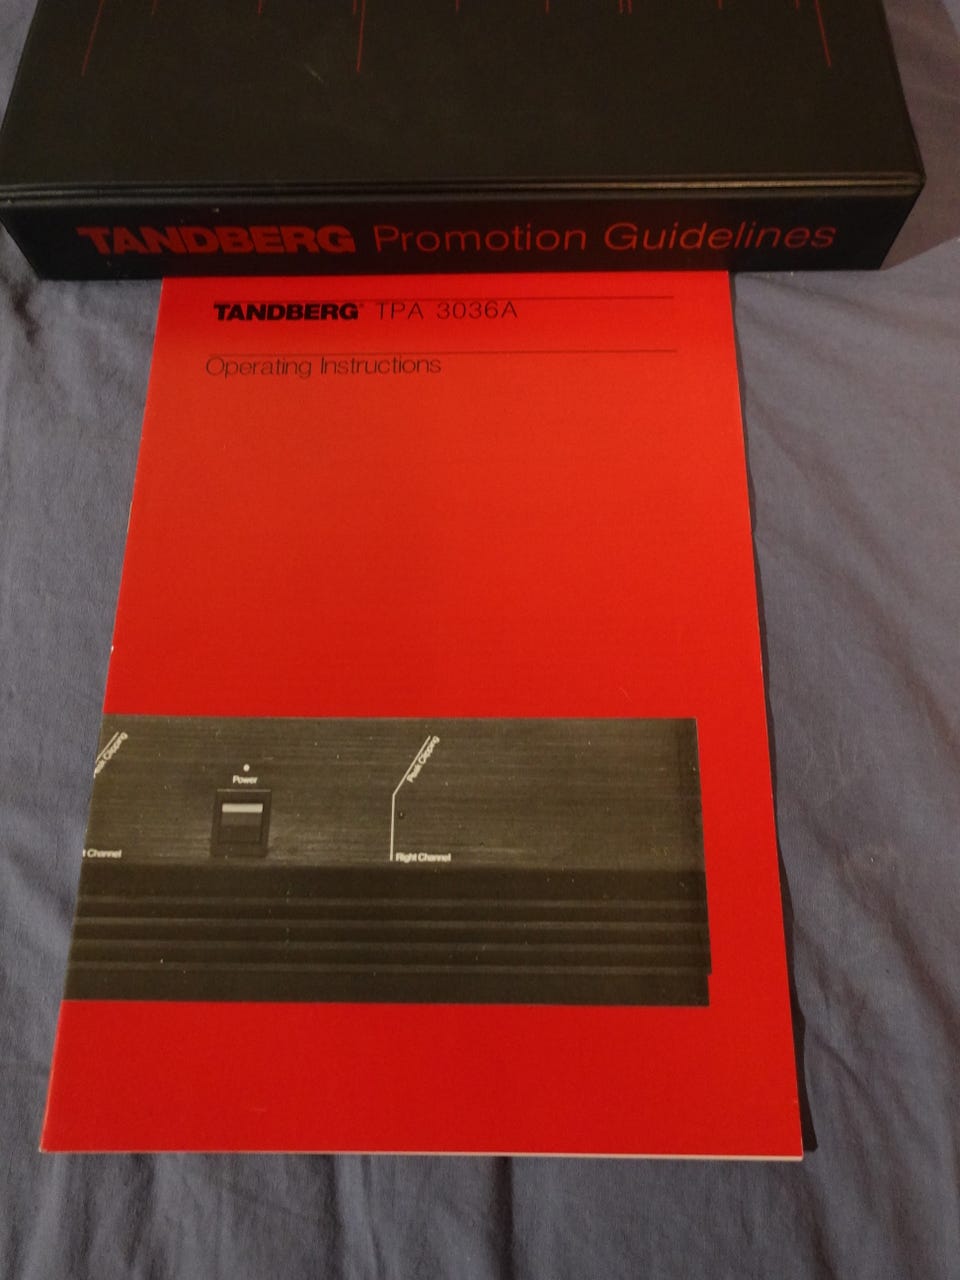 TANDBERG Promotion Guidelines
TANDBERG® TPA 3036A
Operating Instructions
Peak Clipping
Power
Peak Clipping
t Channel
Right Channel